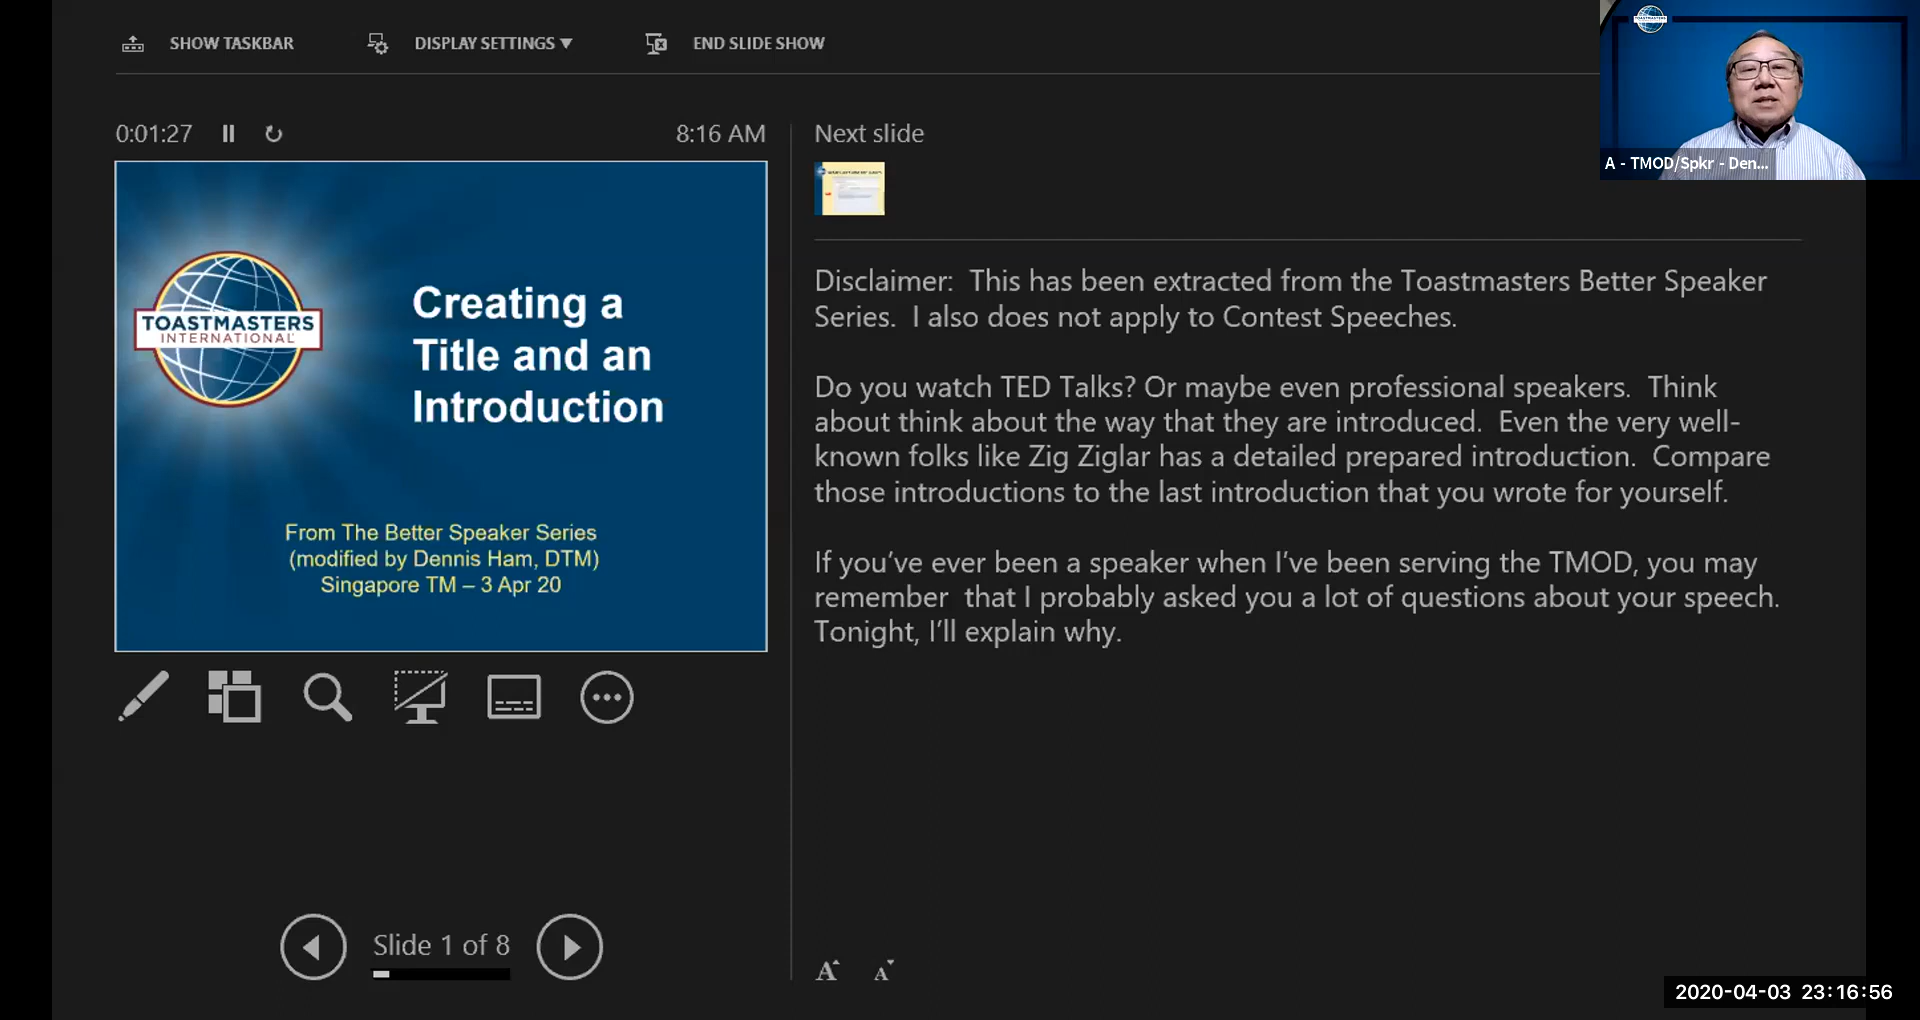 SHOW TASKBAR
DISPLAY SETTINGS
END SLIDE SHOW
TOASTMASTERS
A - TMOD/Spkr - Den...
0:01:27
8:16 AM
TOASTMASTERS
INTERNATIONAL
Creating a
Title and an
Introduction
From The Better Speaker Series
(modified by Dennis Ham, DTM)
Singapore TM – 3 Apr 20
Slide 1 of 8
Next slide
Disclaimer:  This has been extracted from the Toastmasters Better Speaker
Series.  I also does not apply to Contest Speeches.
Do you watch TED Talks? Or maybe even professional speakers.  Think
about think about the way that they are introduced.  Even the very well-
known folks like Zig Ziglar has a detailed prepared introduction.  Compare
those introductions to the last introduction that you wrote for yourself.
If you’ve ever been a speaker when I’ve been serving the TMOD, you may
remember  that I probably asked you a lot of questions about your speech.
Tonight, I’ll explain why.
A A
2020-04-03 23:16:56